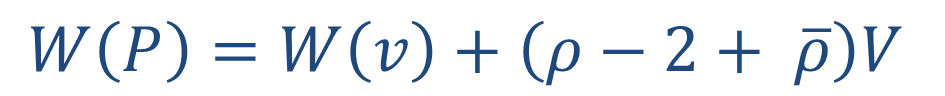 W(P) = W(v) + (ρ − 2 + ρ̅)V